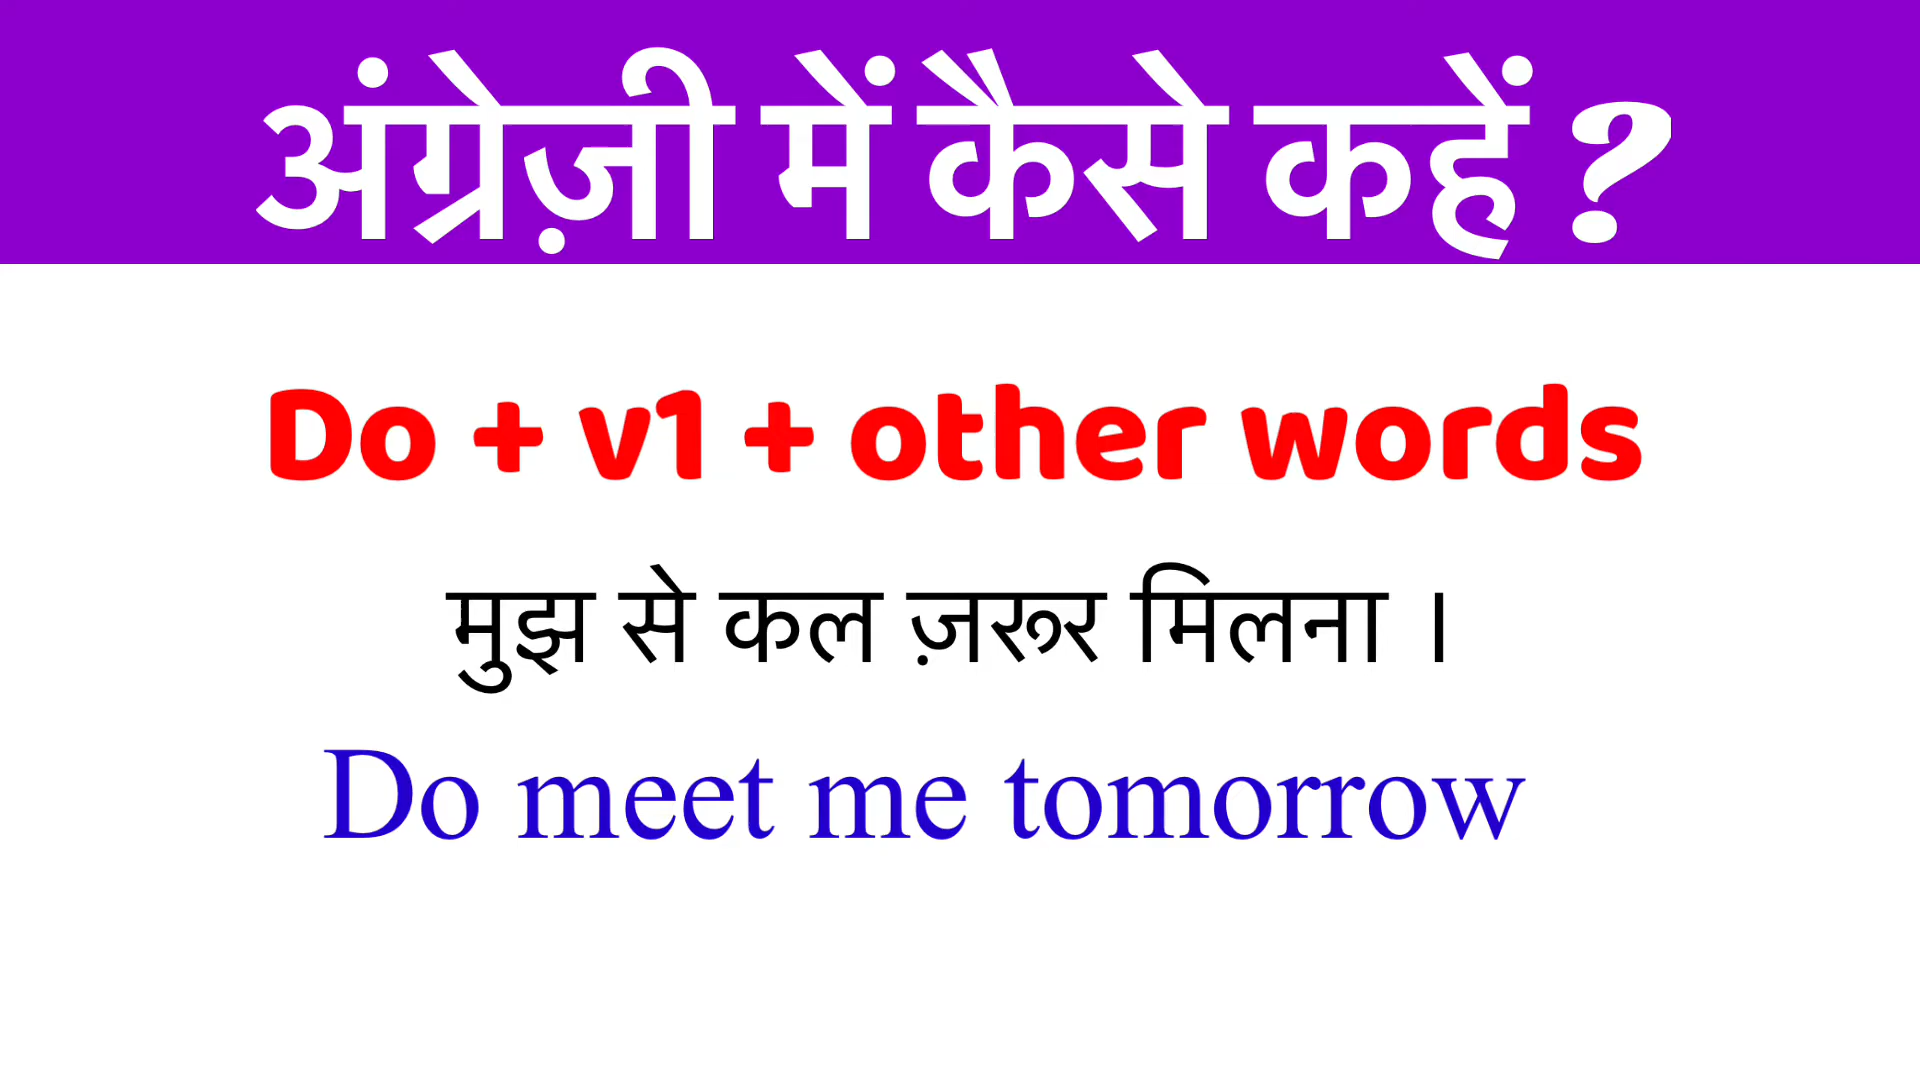 अंग्रेज़ी में कैसे कहें ?
Do + v1 + other words
मुझ से कल ज़रूर मिलना ।
Do meet me tomorrow